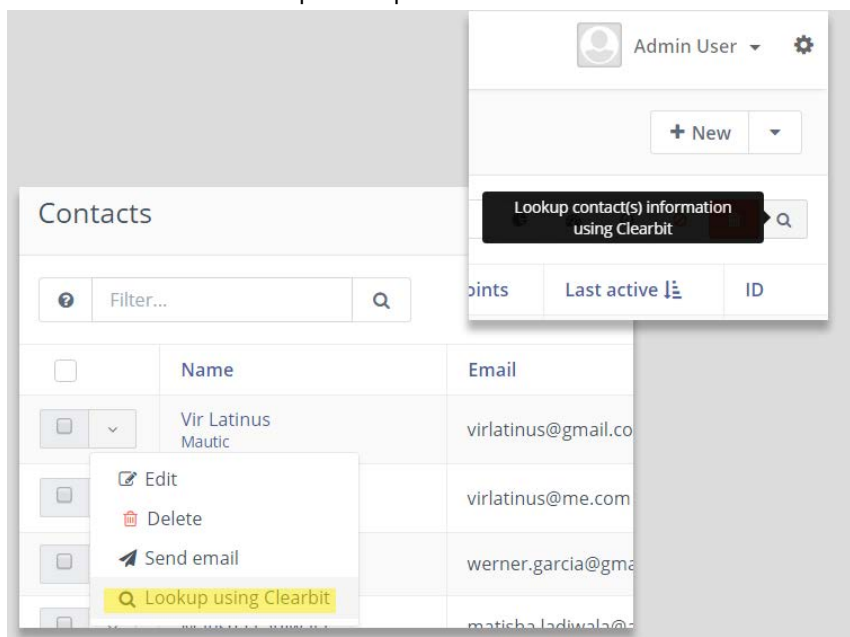 Admin User
+ New
Lookup contact(s) information
using Clearbit
Contacts
Filter...
oints Last active ID
Name Email
Vir Latinus
Mautic
virlatinus@gmail.co
Edit
virlatinus@me.com
Delete
Send email
werner.garcia@gma
Lookup using Clearbit